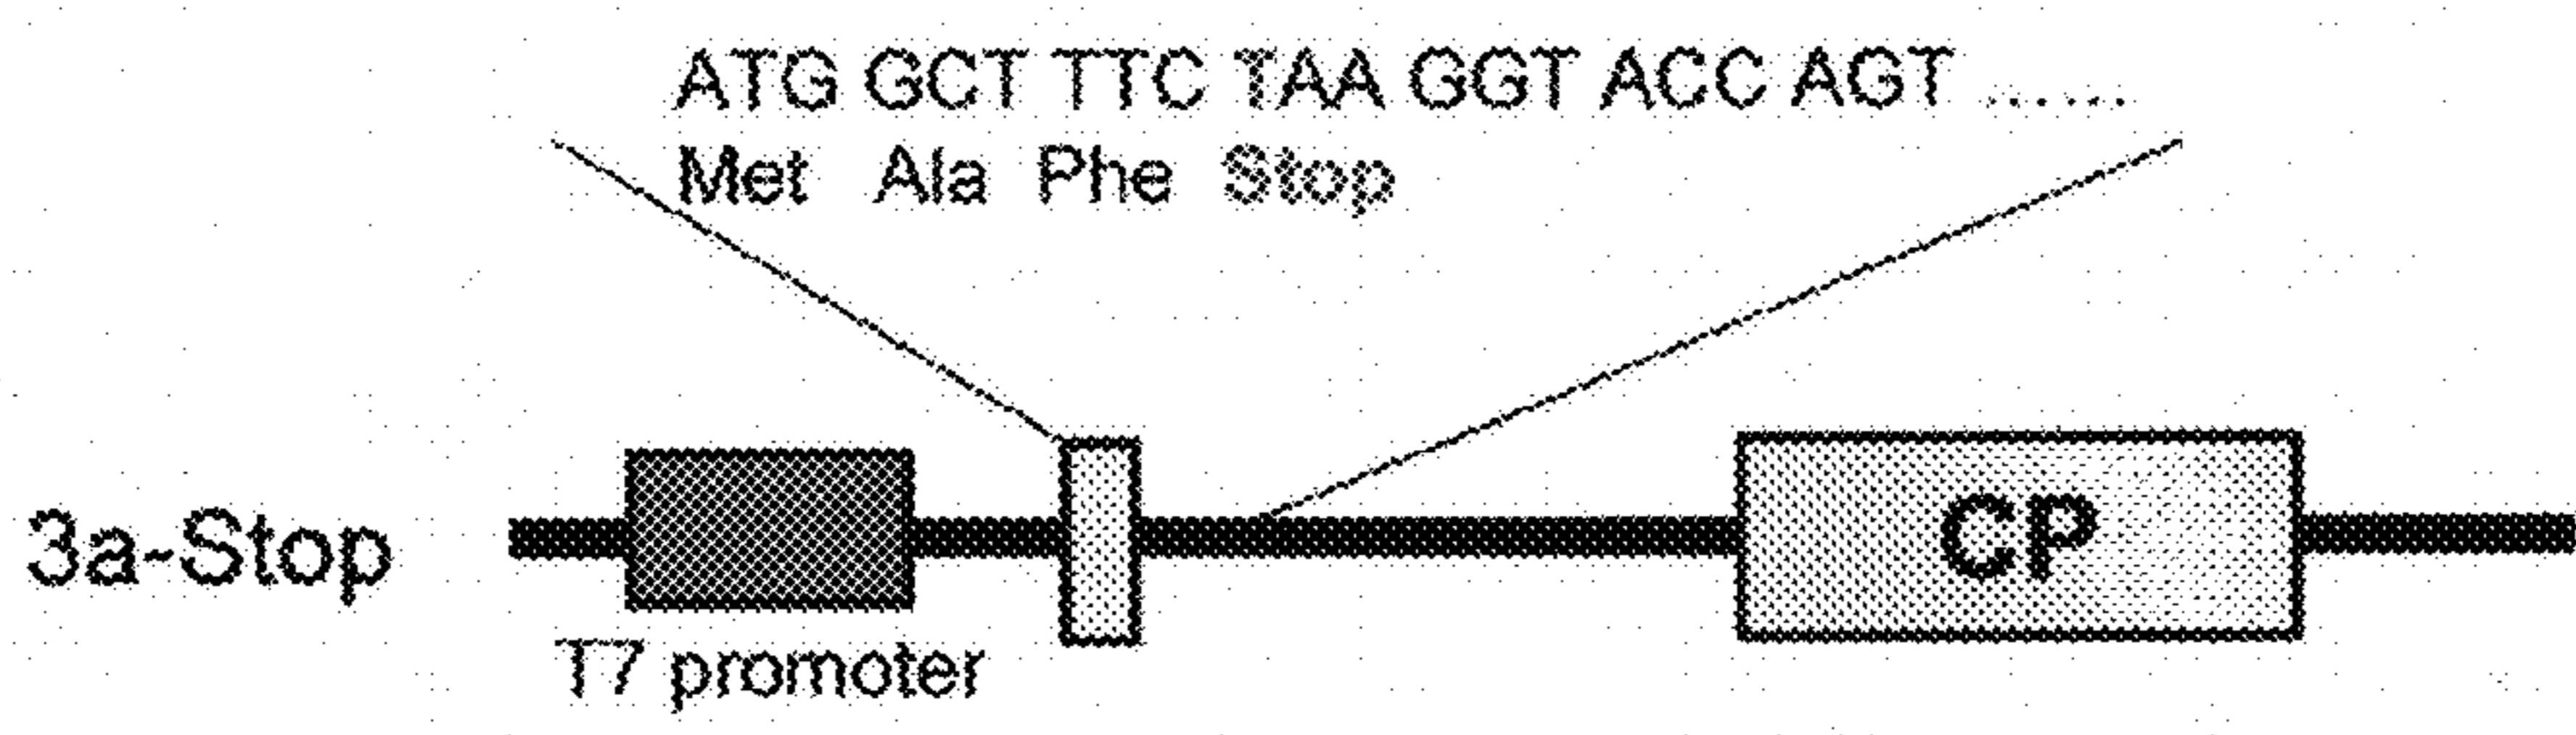 ATG GCT TTC TAA GGT ACC AGT ......
Met Ala Phe Stop
3a-Stop
CP
T7 promoter